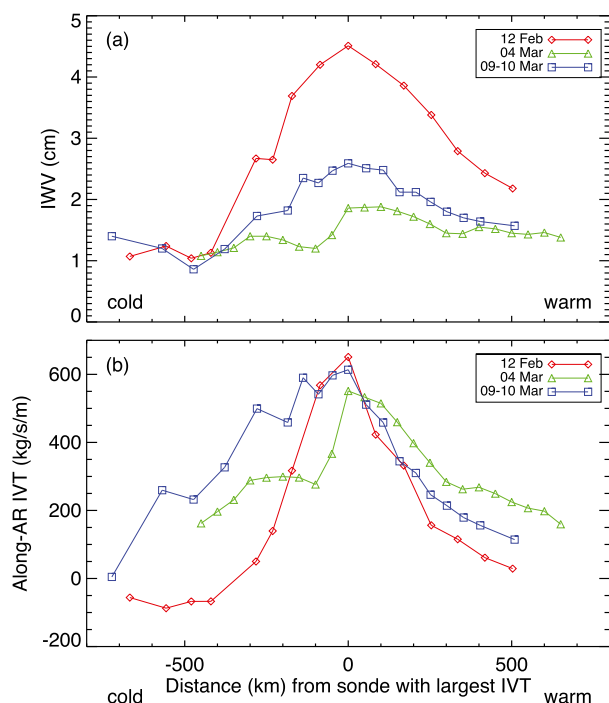 (a)
12 Feb
04 Mar
09-10 Mar
5
4
3
2
1
0
IWV (cm)
cold
warm
(b)
12 Feb
04 Mar
09-10 Mar
600
400
200
0
-200
Along-AR IVT (kg/s/m)
-500
0
500
cold
Distance (km) from sonde with largest IVT
warm